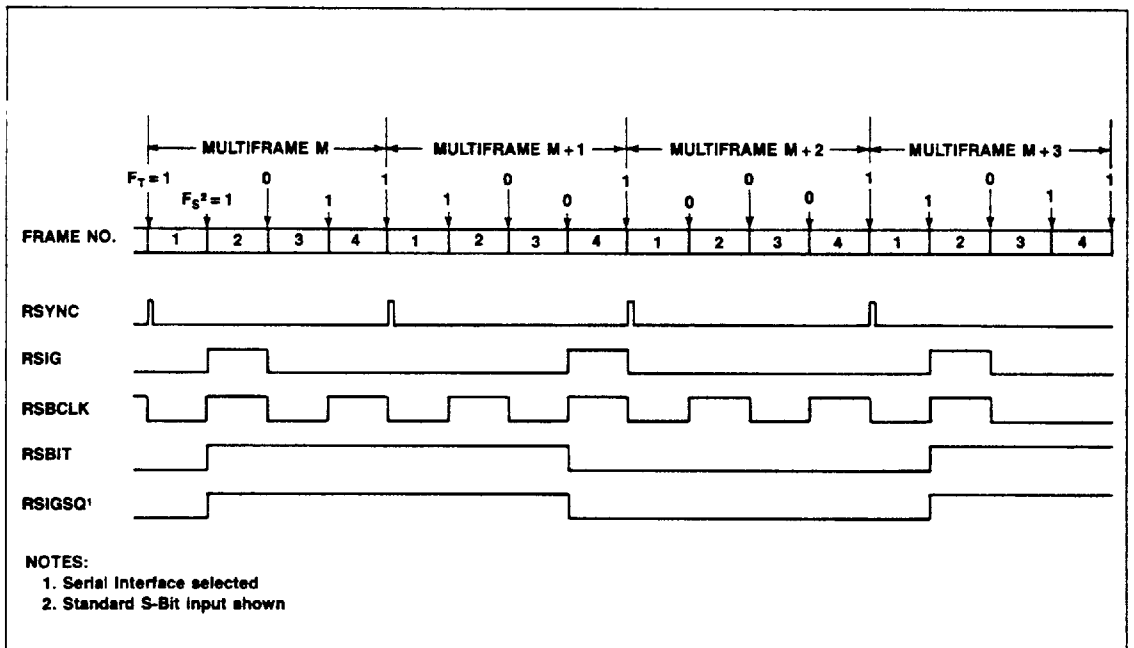 MULTIFRAME M MULTIFRAME M + 1 MULTIFRAME M + 2 MULTIFRAME M + 3
F_T = 1 0 1 0 1 0 1 0 1
F_S² = 1 1 1 0 0 0 1 1
FRAME NO. 1 2 3 4 1 2 3 4 1 2 3 4 1 2 3 4
RSYNC
RSIG
RSBCLK
RSBIT
RSIGSQ¹
NOTES:
1. Serial Interface selected
2. Standard S-Bit input shown